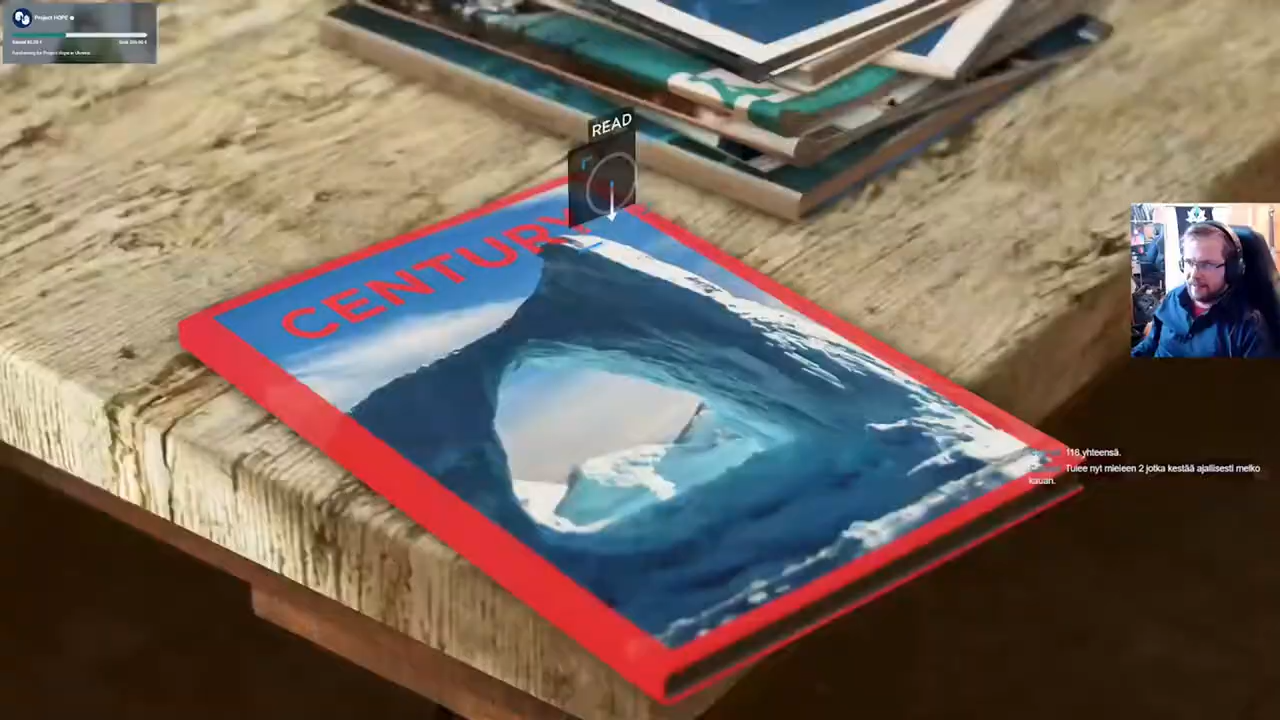 Project HOPE
READ
CENTURY
118 yhteensä.
Tulee nyt mieleen 2 jotka kestää ajallisesti melko
kauan.